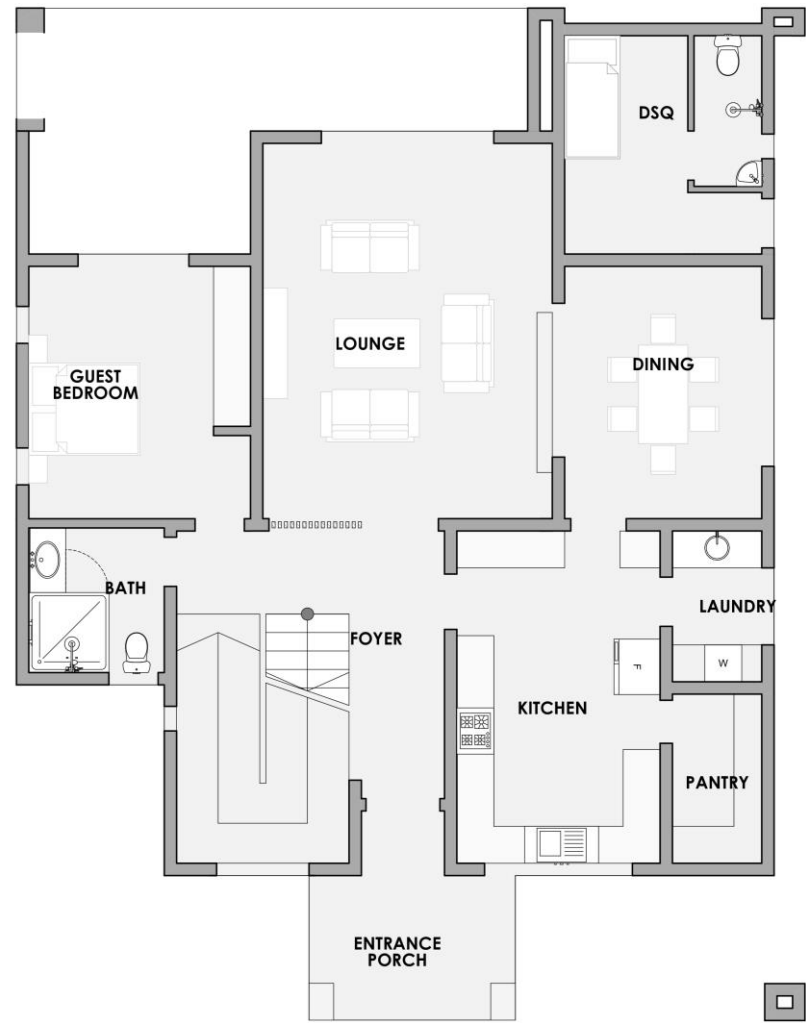 DSQ
LOUNGE
DINING
GUEST
BEDROOM
BATH
LAUNDRY
FOYER
F
W
KITCHEN
PANTRY
ENTRANCE
PORCH